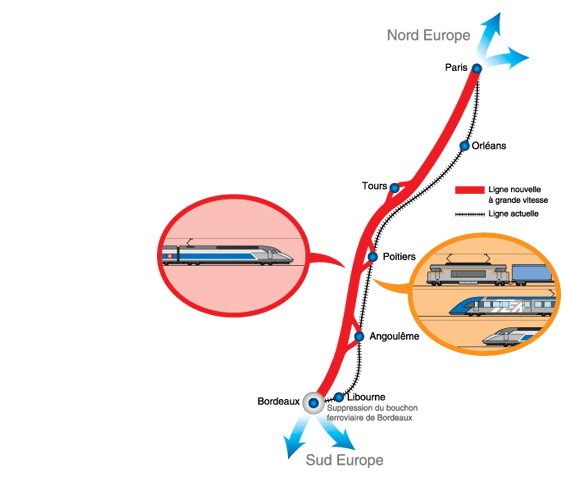 Nord Europe
Paris
Orléans
Tours
Ligne nouvelle
à grande vitesse
Ligne actuelle
Poitiers
Angoulême
Bordeaux
Libourne
Suppression du bouchon
ferroviaire de Bordeaux
Sud Europe